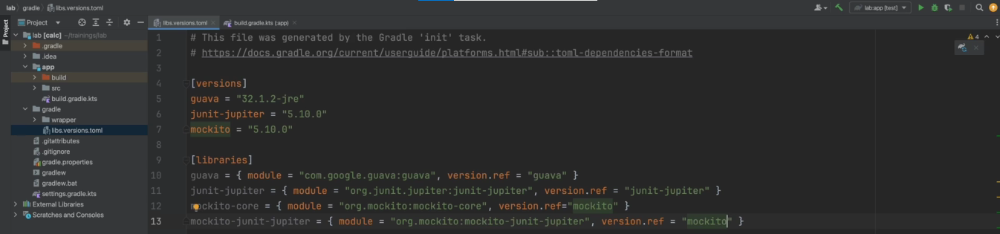 lab gradle libs.versions.toml
lab:app [test]
Project
Project
libs.versions.toml
build.gradle.kts (:app)
lab [calc] ~/trainings/lab
.gradle
.idea
app
build
src
build.gradle.kts
gradle
wrapper
libs.versions.toml
.gitattributes
.gitignore
gradle.properties
gradlew
gradlew.bat
settings.gradle.kts
External Libraries
Scratches and Consoles
4
1 # This file was generated by the Gradle 'init' task.
2 # https://docs.gradle.org/current/userguide/platforms.html#sub::toml-dependencies-format
3
4 [versions]
5 guava = "32.1.2-jre"
6 junit-jupiter = "5.10.0"
7 mockito = "5.10.0"
8
9 [libraries]
10 guava = { module = "com.google.guava:guava", version.ref = "guava" }
11 junit-jupiter = { module = "org.junit.jupiter:junit-jupiter", version.ref = "junit-jupiter" }
12 mockito-core = { module = "org.mockito:mockito-core", version.ref="mockito" }
13 mockito-junit-jupiter = { module = "org.mockito:mockito-junit-jupiter", version.ref = "mockito" }